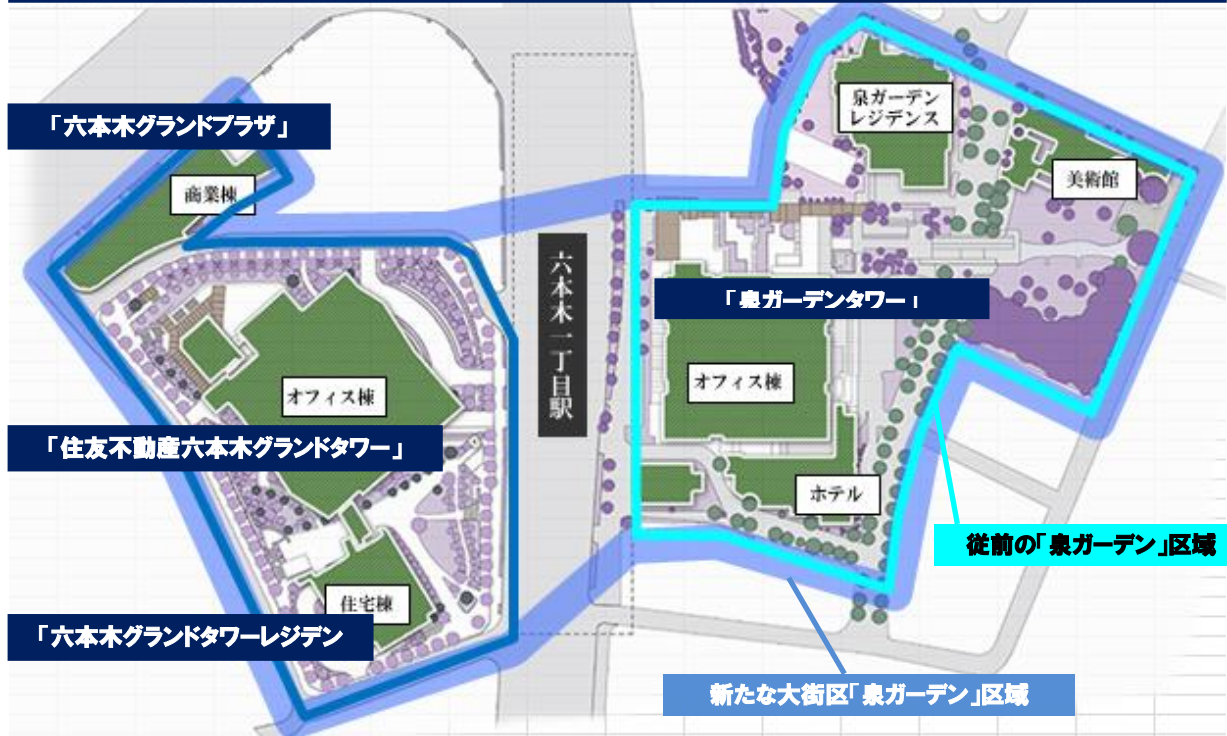 「六本木グランドプラザ」
商業棟
泉ガーデン
レジデンス
美術館
六本木一丁目駅
「泉ガーデンタワー」
オフィス棟
オフィス棟
「住友不動産六本木グランドタワー」
ホテル
従前の「泉ガーデン」区域
住宅棟
「六本木グランドタワーレジデン
新たな大街区「泉ガーデン」区域